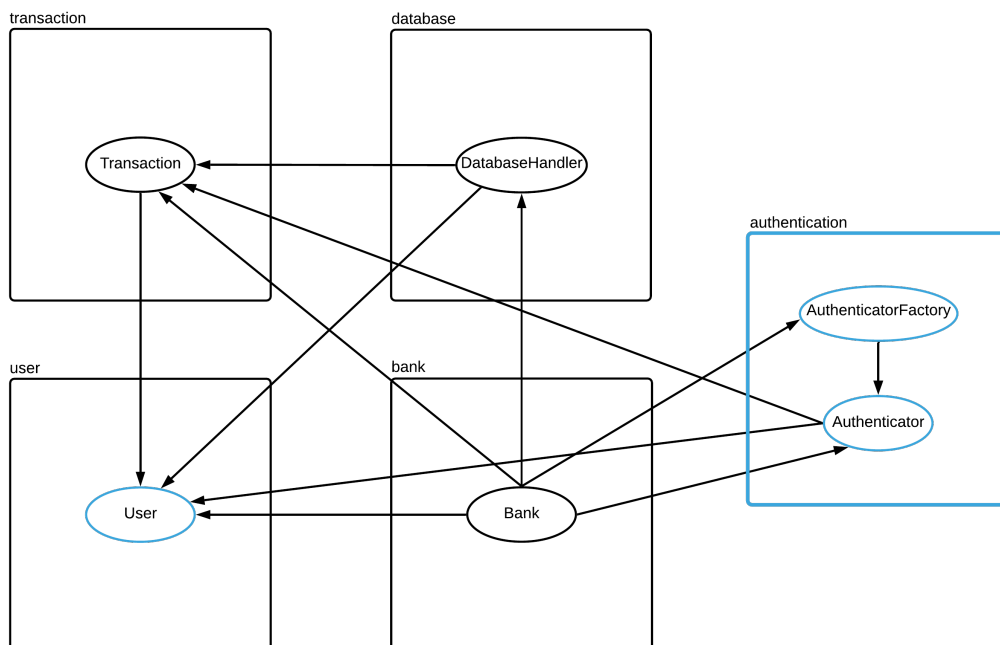 transaction
database
Transaction
DatabaseHandler
authentication
AuthenticatorFactory
user
bank
Authenticator
User
Bank